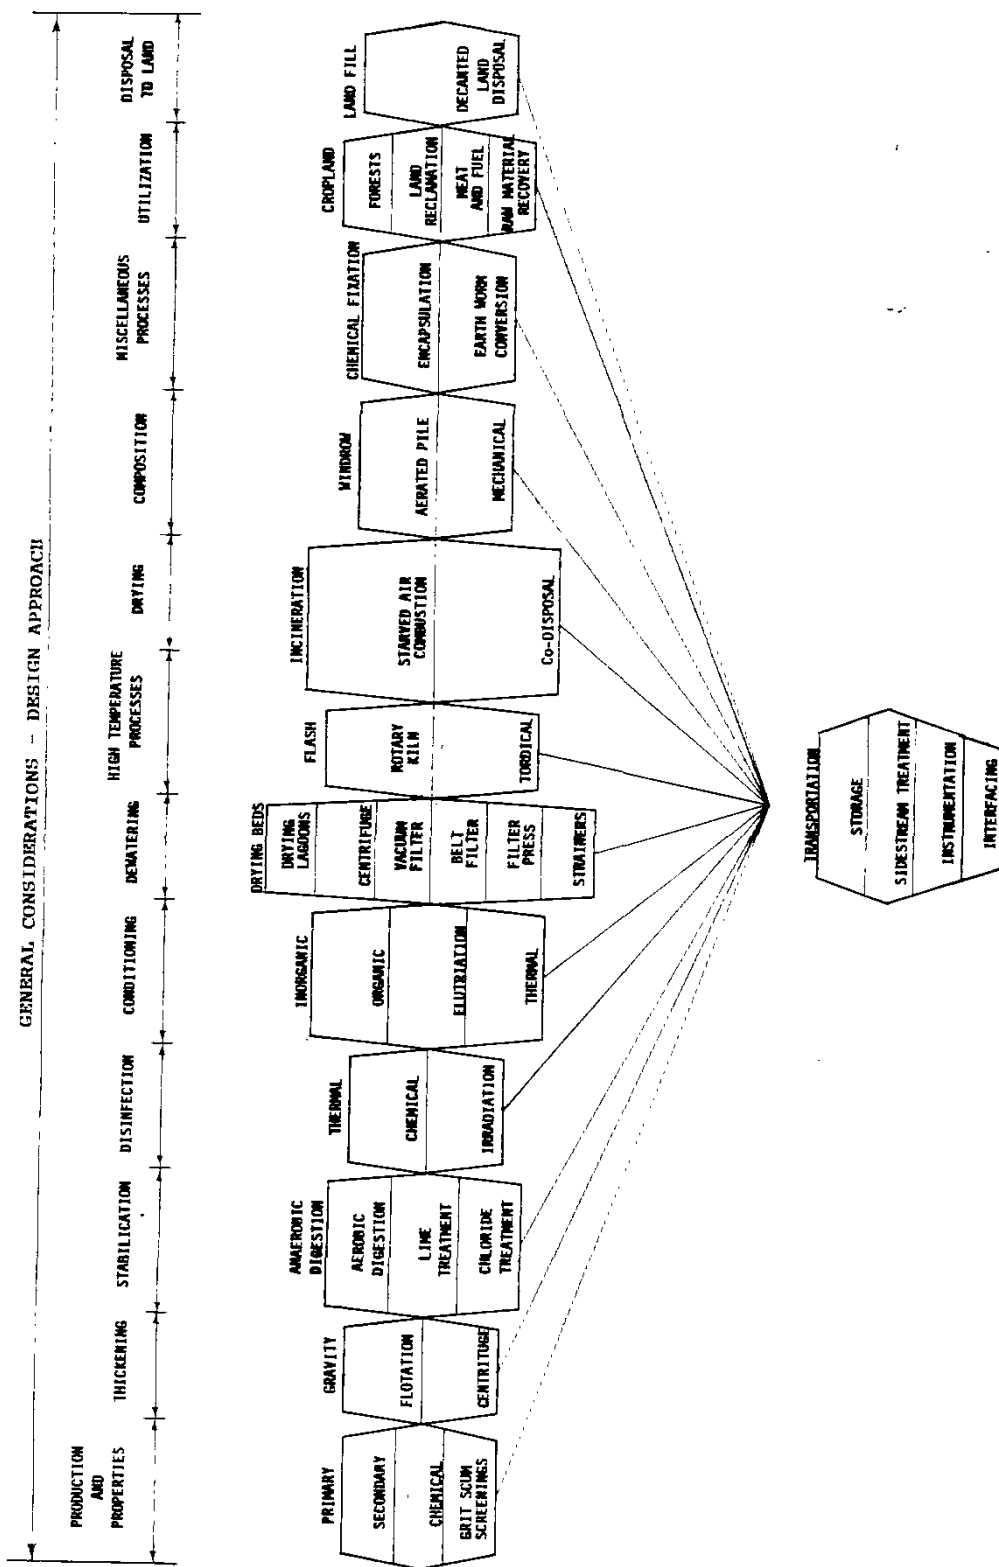 GENERAL CONSIDERATIONS - DESIGN APPROACH
PRODUCTION
AND
PROPERTIES
THICKENING
STABILICATION
DISINFECTION
CONDITIONING
DEWATERING
HIGH TEMPERATURE
PROCESSES
DRYING
COMPOSITION
MISCELLANEOUS
PROCESSES
UTILIZATION
DISPOSAL
TO LAND
PRIMARY
SECONDARY
CHEMICAL
GRIT SCUM
SCREENINGS
GRAVITY
FLOTATION
CENTRITUGE
ANAEROBIC
DIGESTION
AEROBIC
DIGESTION
LIME
TREATMENT
CHLORIDE
TREATMENT
THERMAL
CHEMICAL
IRRADIATION
INORGANIC
ORGANIC
ELUTRIATION
THERMAL
DRYING BEDS
DRYING
LAGOONS
CENTRIFUGE
VACUUM
FILTER
BELT
FILTER
FILTER
PRESS
STRAINERS
FLASH
ROTARY
KILN
TORDICAL
INCINERATION
STARVED AIR
COMBUSTION
Co-DISPOSAL
WINDROW
AERATED PILE
MECHANICAL
CHEMICAL FIXATION
ENCAPSULATION
EARTH WORM
CONVERSION
CROPLAND
FORESTS
LAND
RECLAMATION
MEAT
AND FUEL
RAW MATERIAL
RECOVERY
LAND FILL
DECANTED
LAND
DISPOSAL
TRANSPORTATION
STORAGE
SIDESTREAM TREATMENT
INSTRUMENTATION
INTERFACING